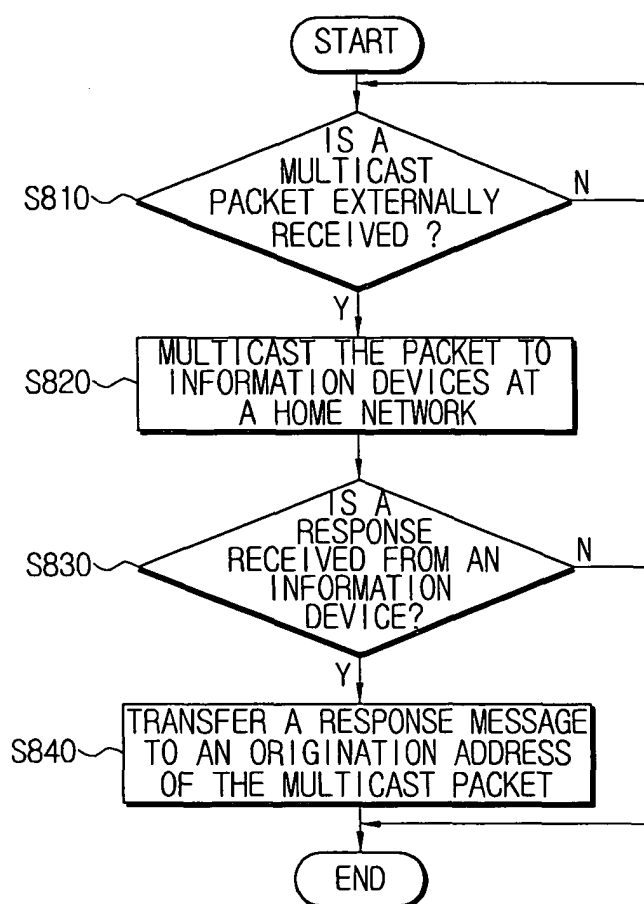 START
IS A
MULTICAST
PACKET EXTERNALLY
RECEIVED ?
S810
N
Y
MULTICAST THE PACKET TO
INFORMATION DEVICES AT
A HOME NETWORK
S820
IS A
RESPONSE
RECEIVED FROM AN
INFORMATION
DEVICE?
S830
N
Y
TRANSFER A RESPONSE MESSAGE
TO AN ORIGINATION ADDRESS
OF THE MULTICAST PACKET
S840
END